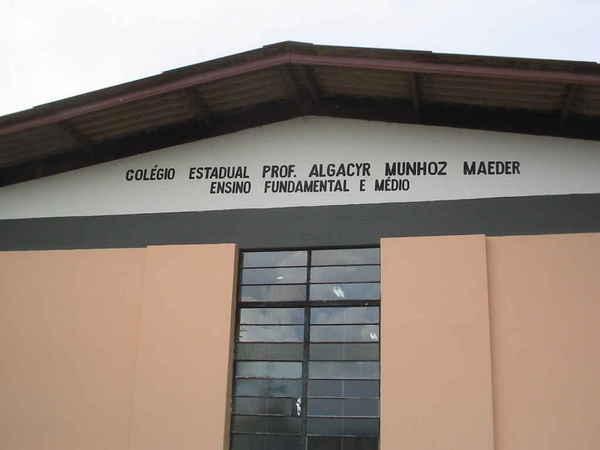 COLÉGIO ESTADUAL PROF. ALGACYR MUNHOZ MAEDER
ENSINO FUNDAMENTAL E MÉDIO